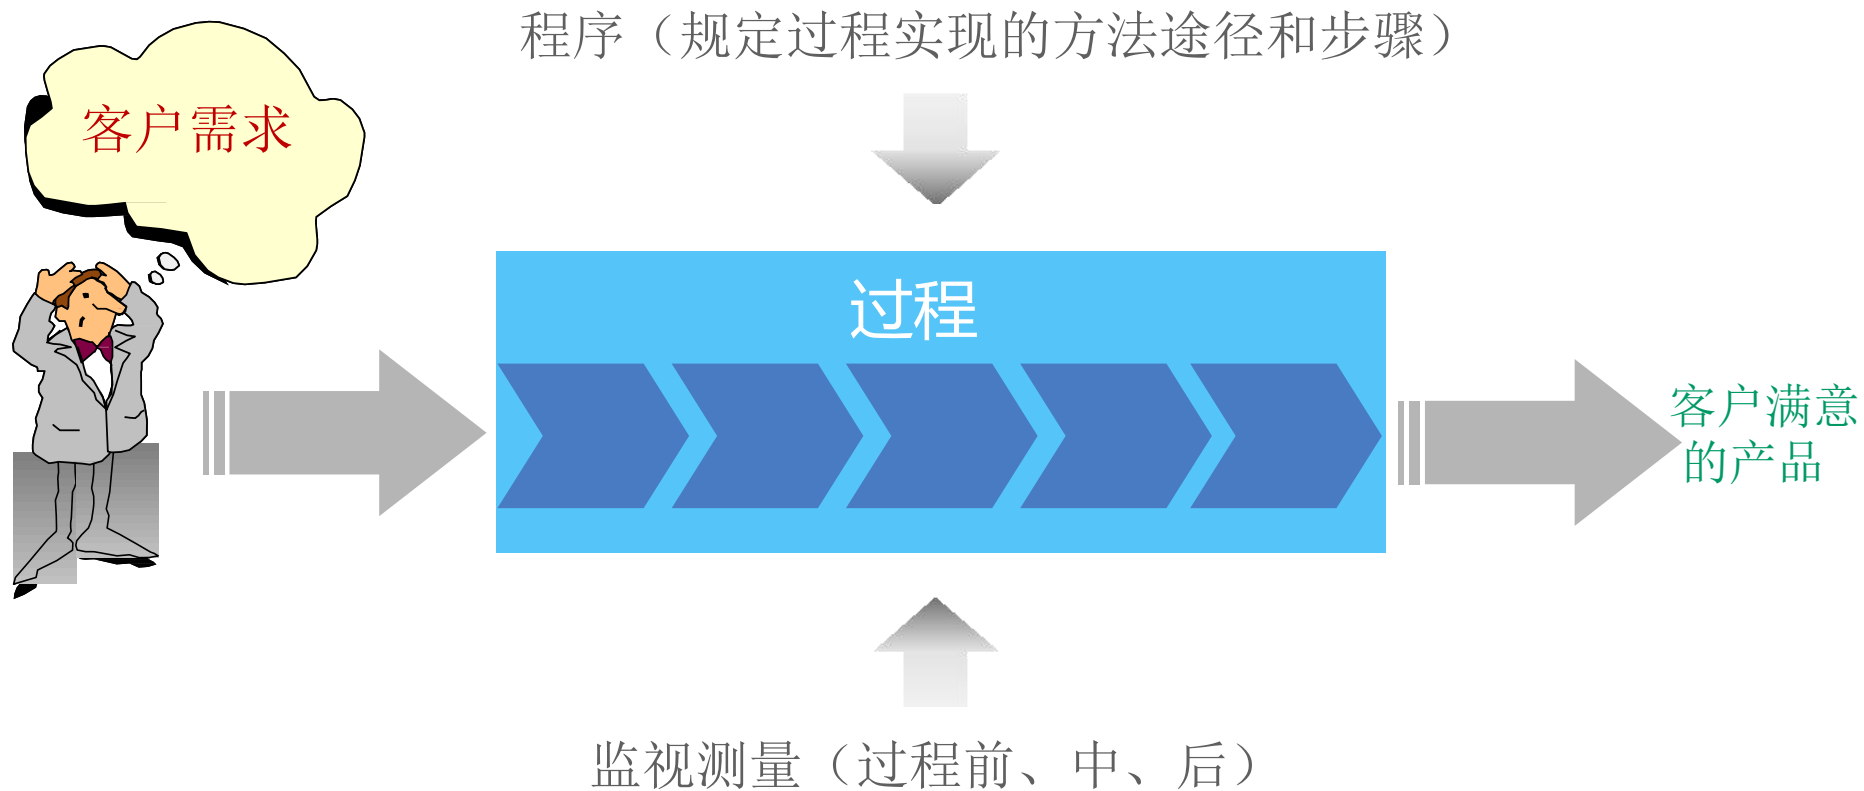 程序（规定过程实现的方法途径和步骤）
客户需求
过程
客户满意
的产品
监视测量（过程前、中、后）